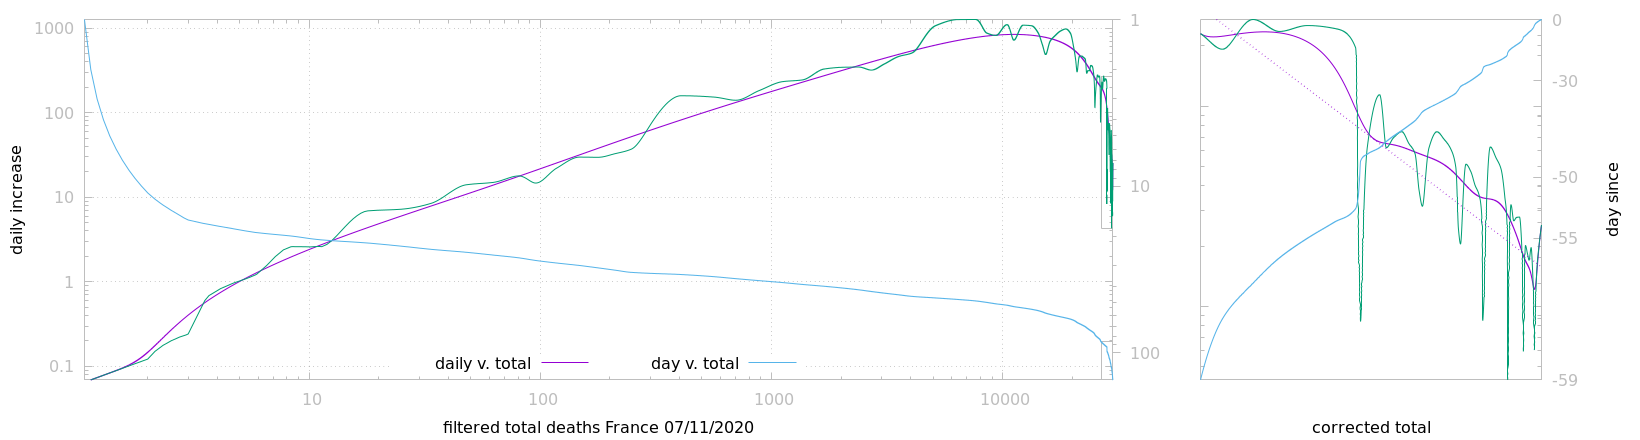 1000
100
10
1
0.1
daily increase
daily v. total
day v. total
10
100
1000
10000
filtered total deaths France 07/11/2020
1
10
100
0
-30
-50
-55
-59
day since
corrected total